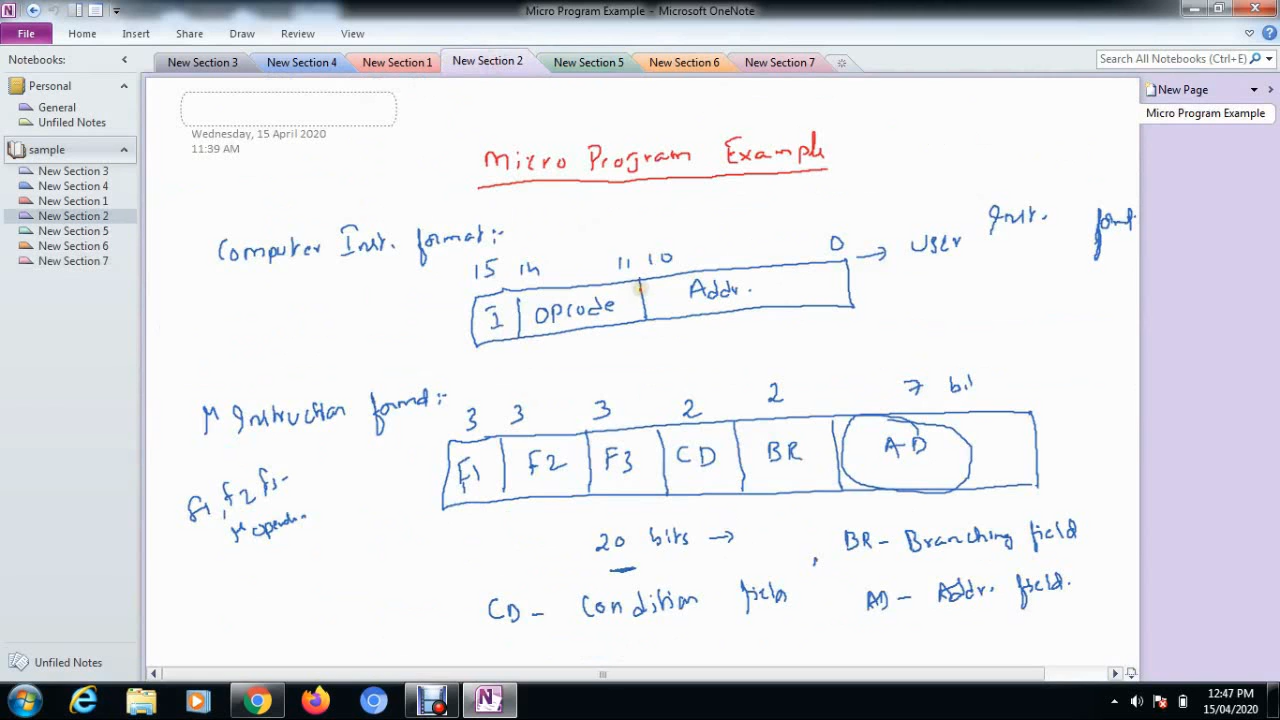 Micro Program Example – Microsoft OneNote
File Home Insert Share Draw Review View
Notebooks:
New Section 3 New Section 4 New Section 1 New Section 2 New Section 5 New Section 6 New Section 7
Search All Notebooks (Ctrl+E)
Personal
General
Unfiled Notes
sample
New Section 3
New Section 4
New Section 1
New Section 2
New Section 5
New Section 6
New Section 7
Unfiled Notes
New Page
Micro Program Example
Wednesday, 15 April 2020
11:39 AM
Micro Program Example
Computer Inst. format:-
15 14 11 10 0
I Opcode Addr.
→ User Inst. format
μ Instruction format:-
3 3 3 2 2 7 bit
F1 F2 F3 CD BR AD
F1, F2 F3-
20 bits →
BR - Branching field
CD - Condition field
AD - Addr. field.
12:47 PM
15/04/2020